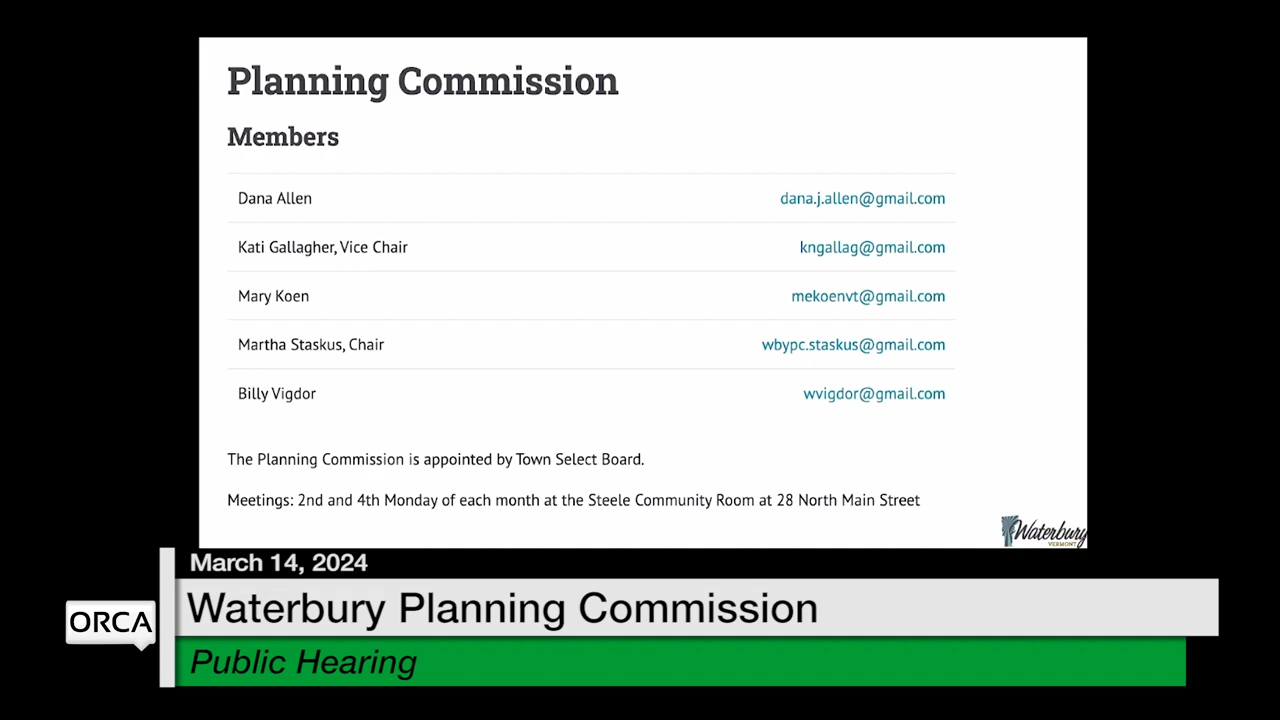 Planning Commission
Members
Dana Allen dana.j.allen@gmail.com
Kati Gallagher, Vice Chair kngallag@gmail.com
Mary Koen mekoenvt@gmail.com
Martha Staskus, Chair wbypc.staskus@gmail.com
Billy Vigdor wvigdor@gmail.com
The Planning Commission is appointed by Town Select Board.
Meetings: 2nd and 4th Monday of each month at the Steele Community Room at 28 North Main Street
Waterbury
VERMONT
March 14, 2024
ORCA
Waterbury Planning Commission
Public Hearing